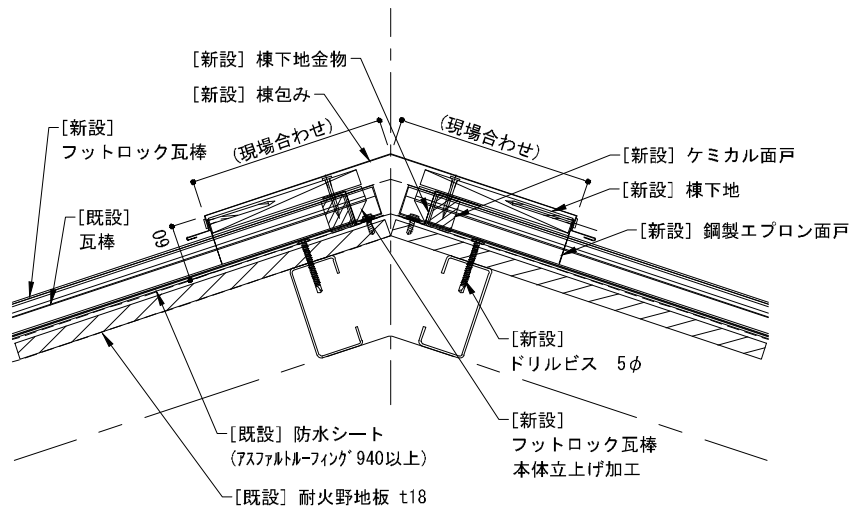 [新設] 棟下地金物
[新設] 棟包み
(現場合わせ)
(現場合わせ)
[新設]
フットロック瓦棒
[新設] ケミカル面戸
[新設] 棟下地
[既設]
瓦棒
60
[新設] 鋼製エプロン面戸
[新設]
ドリルビス 5φ
[新設]
フットロック瓦棒
本体立上げ加工
[既設] 防水シート
(アスファルトルーフィング 940以上)
[既設] 耐火野地板 t18